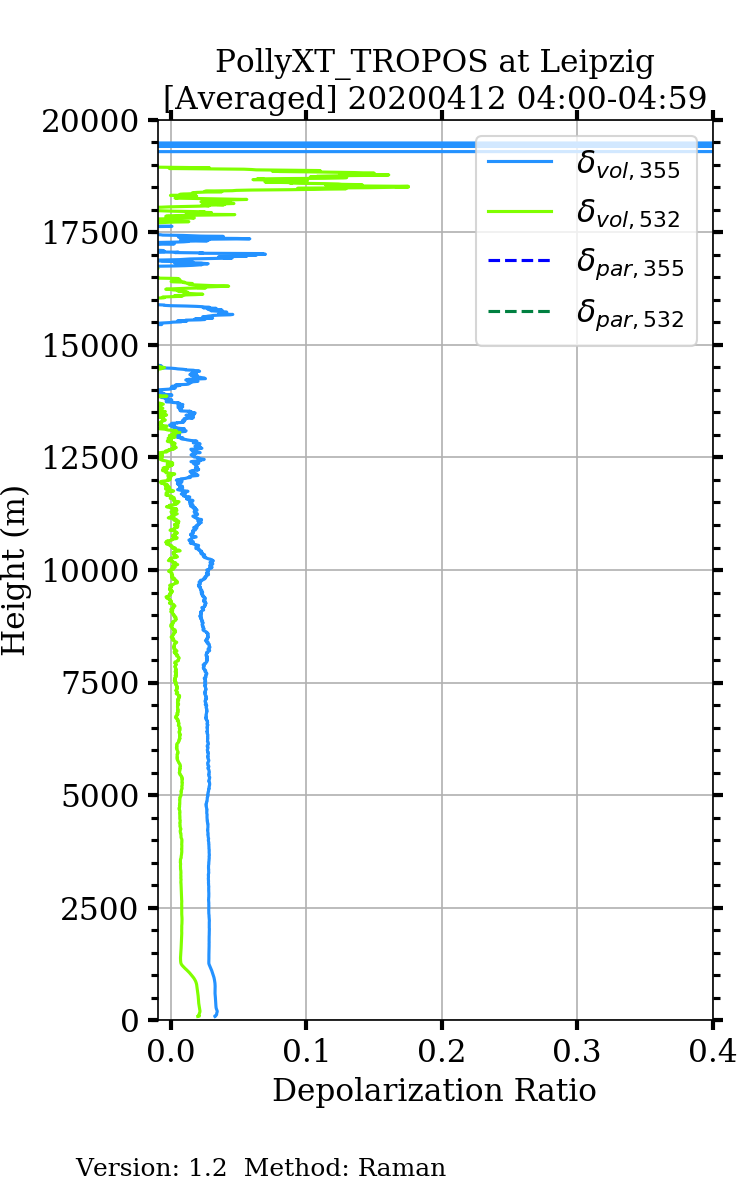 PollyXT_TROPOS at Leipzig
[Averaged] 20200412 04:00-04:59
20000
17500
15000
12500
10000
7500
5000
2500
0
Height (m)
δvol, 355
δvol, 532
δpar, 355
δpar, 532
0.0 0.1 0.2 0.3 0.4
Depolarization Ratio
Version: 1.2 Method: Raman